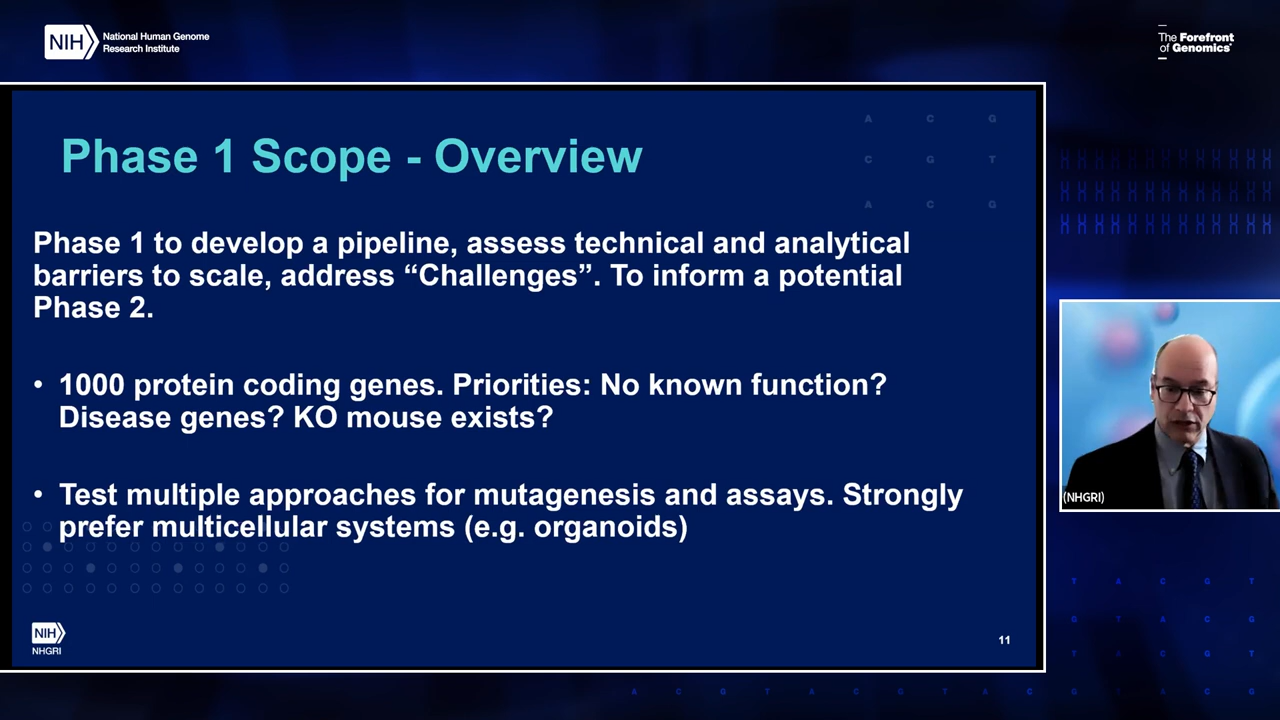 NIH National Human Genome
Research Institute
The Forefront
of Genomics®
A C G
Phase 1 Scope - Overview
C G T
A C G
Phase 1 to develop a pipeline, assess technical and analytical
barriers to scale, address “Challenges”. To inform a potential
Phase 2.
• 1000 protein coding genes. Priorities: No known function?
Disease genes? KO mouse exists?
• Test multiple approaches for mutagenesis and assays. Strongly
prefer multicellular systems (e.g. organoids)
(NHGRI)
T A C G T
G T A C G
NIH
NHGRI
11
T T A C G T
A C G T A C G T A C G T A C G